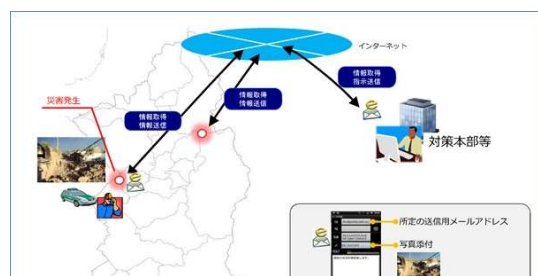 インターネット
情報取得
指示送信
災害発生
情報取得
情報送信
情報取得
情報送信
対策本部等
所定の送信用メールアドレス
写真添付